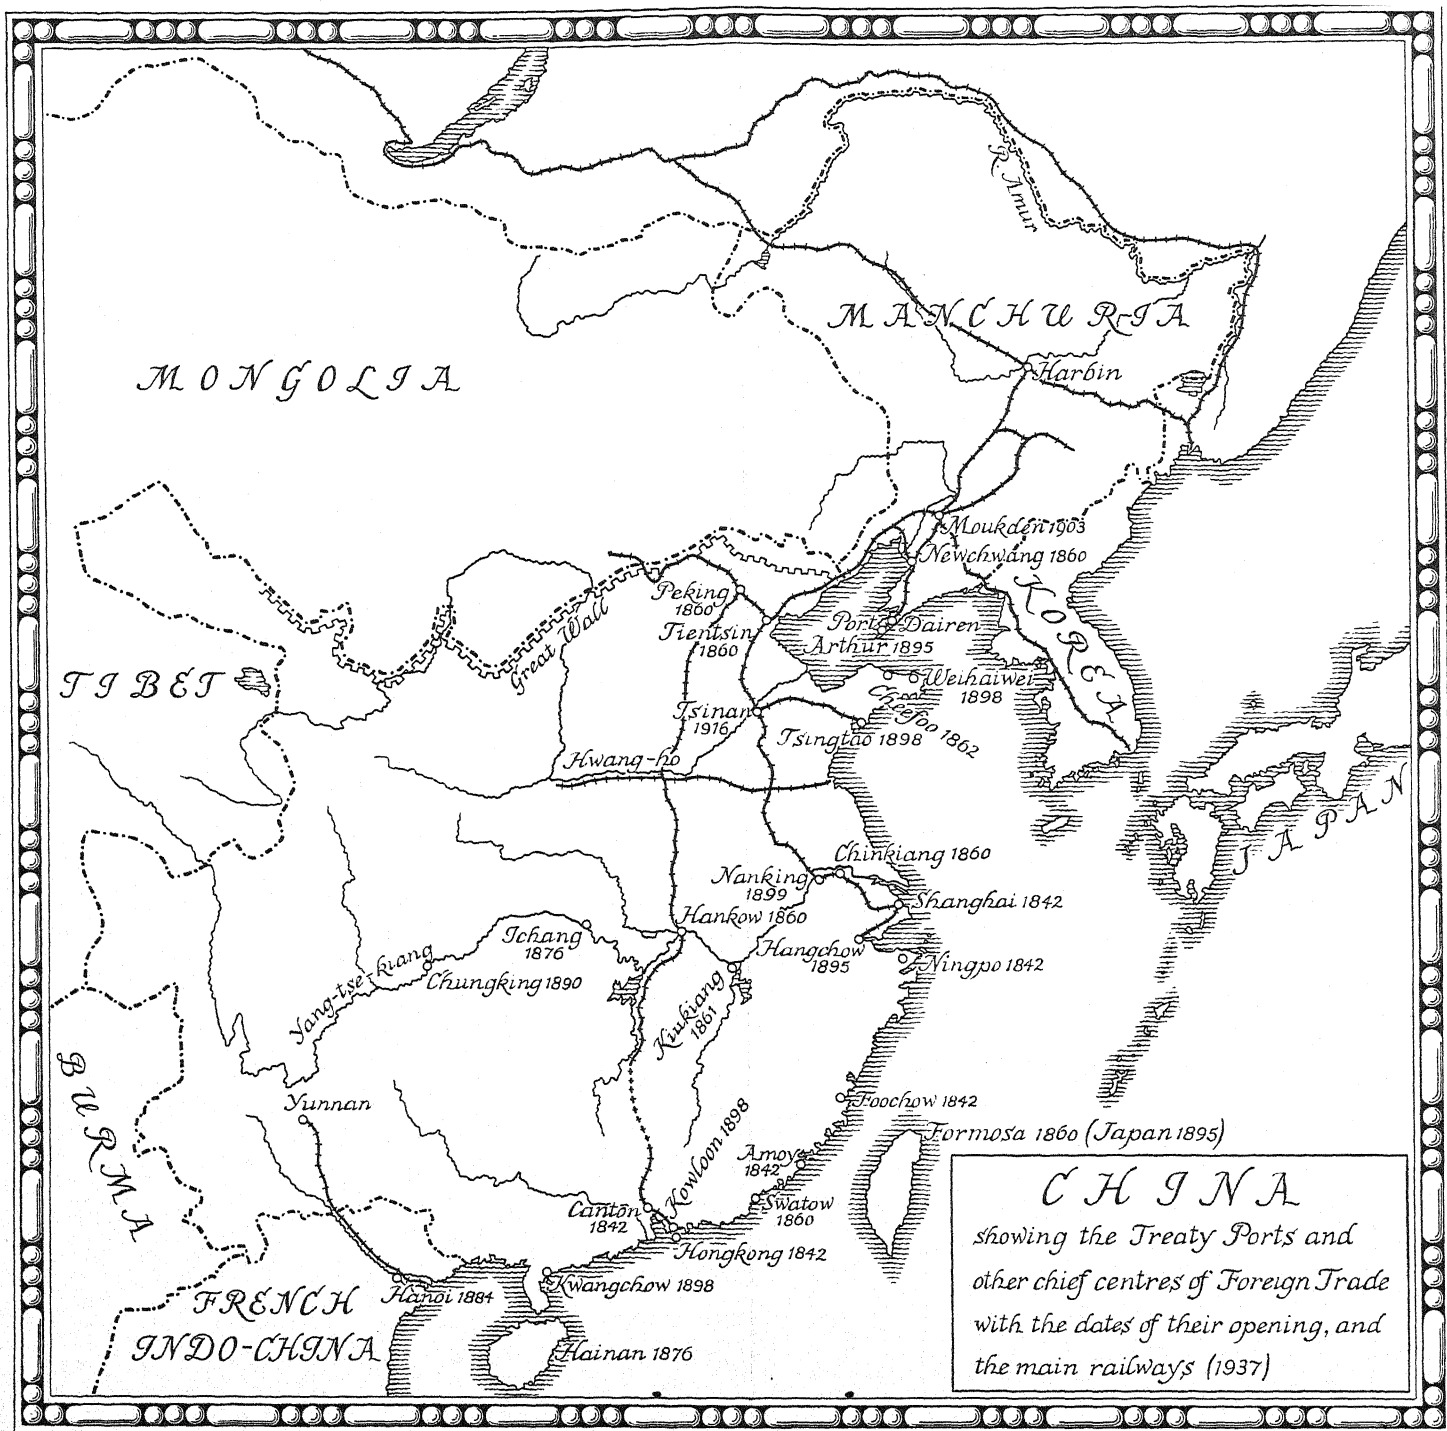 R. Amur
MANCHURIA
MONGOLIA
Harbin
Moukden 1903
Newchwang 1860
Peking
1860
Tientsin
1860
Great Wall
Port
Arthur 1895
Dairen
KOREA
TIBET
Weihaiwei
1898
Cheefoo 1862
Tsinan
1916
Tsingtao 1898
Hwang-ho
JAPAN
Chinkiang 1860
Nanking
1899
Shanghai 1842
Hankow 1860
Ichang
1876
Hangchow
1895
Ningpo 1842
Yang-tse-kiang
Chungking 1890
Kiukiang
1861
BURMA
Yunnan
Foochow 1842
Formosa 1860 (Japan 1895)
Kowloon 1898
Amoy
1842
Swatow
1860
Canton
1842
Hongkong 1842
Kwangchow 1898
Hanoi 1884
FRENCH
INDO-CHINA
Hainan 1876
CHINA
showing the Treaty Ports and
other chief centres of Foreign Trade
with the dates of their opening, and
the main railways (1937)